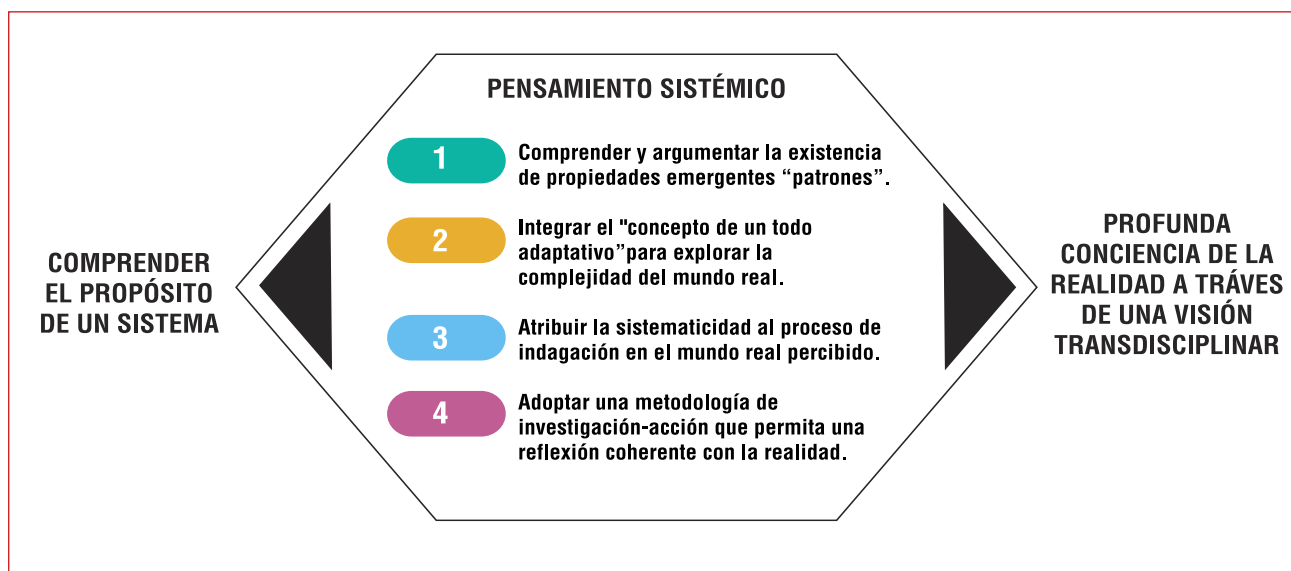 PENSAMIENTO SISTÉMICO
1
Comprender y argumentar la existencia
de propiedades emergentes “patrones”.
2
Integrar el "concepto de un todo
adaptativo”para explorar la
complejidad del mundo real.
3
Atribuir la sistematicidad al proceso de
indagación en el mundo real percibido.
4
Adoptar una metodología de
investigación-acción que permita una
reflexión coherente con la realidad.
COMPRENDER
EL PROPÓSITO
DE UN SISTEMA
PROFUNDA
CONCIENCIA DE LA
REALIDAD A TRÁVES
DE UNA VISIÓN
TRANSDISCIPLINAR